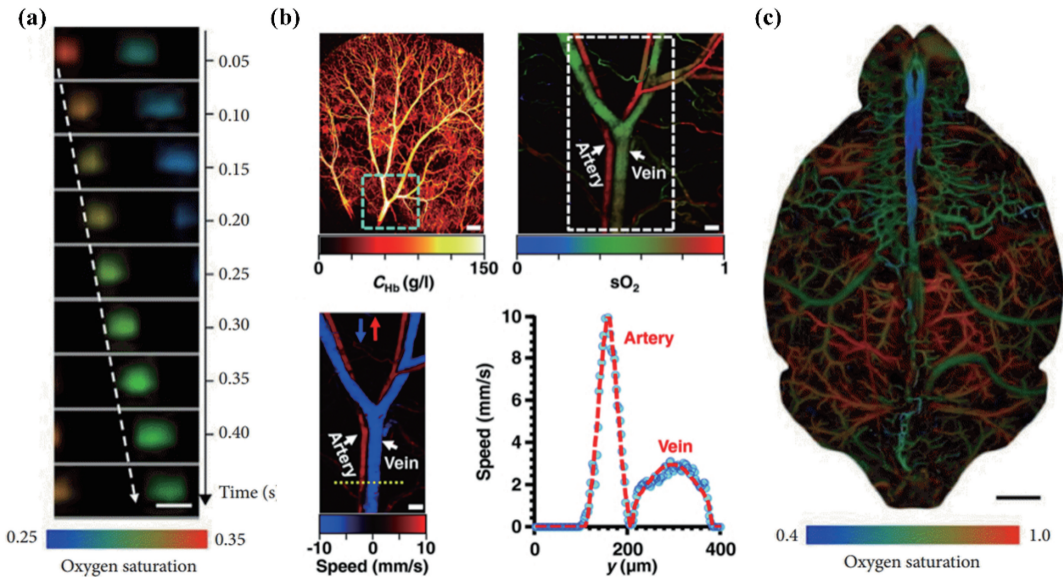 (a)
0.05
0.10
0.15
0.20
0.25
0.30
0.35
0.40
Time (s)
0.25
0.35
Oxygen saturation
(b)
0
150
C_Hb (g/l)
Artery
Vein
0
1
sO₂
Artery
Vein
-10
0
10
Speed (mm/s)
Speed (mm/s)
10
8
6
4
2
0
Artery
Vein
0
200
400
y (μm)
(c)
0.4
1.0
Oxygen saturation